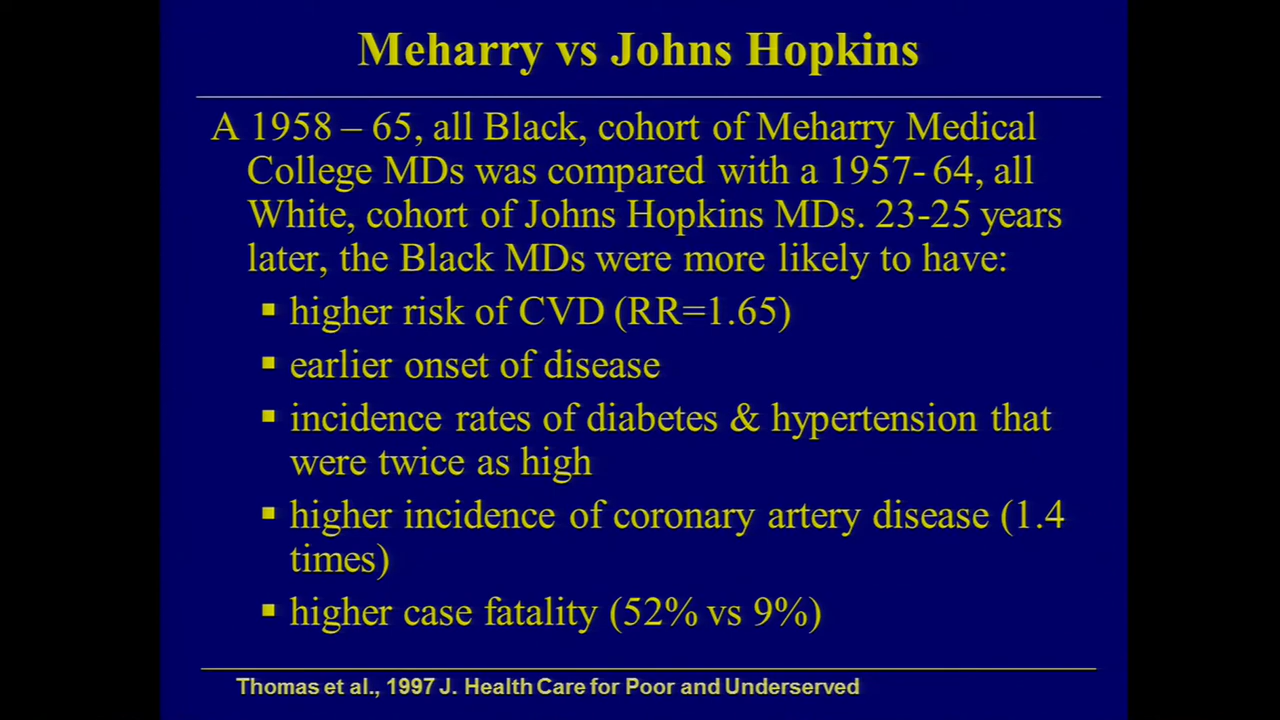 Meharry vs Johns Hopkins
A 1958 – 65, all Black, cohort of Meharry Medical
College MDs was compared with a 1957- 64, all
White, cohort of Johns Hopkins MDs. 23-25 years
later, the Black MDs were more likely to have:
▪ higher risk of CVD (RR=1.65)
▪ earlier onset of disease
▪ incidence rates of diabetes & hypertension that
were twice as high
▪ higher incidence of coronary artery disease (1.4
times)
▪ higher case fatality (52% vs 9%)
Thomas et al., 1997 J. Health Care for Poor and Underserved